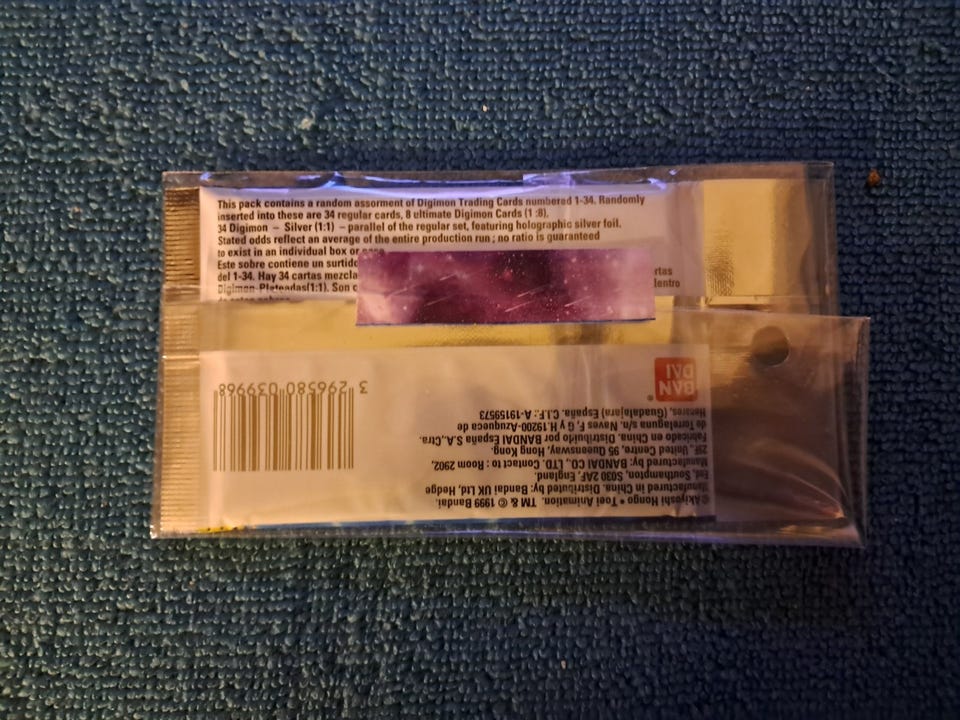 This pack contains a random assorment of Digimon Trading Cards numbered 1-34. Randomly
inserted into these are 34 regular cards, 8 ultimate Digimon Cards (1 :8).
34 Digimon – Silver (1:1) – parallel of the regular set, featuring holographic silver foil.
Stated odds reflect an average of the entire production run ; no ratio is guaranteed
to exist in an individual box or case
Este sobre contiene un surtido
del 1-34. Hay 34 cartas mezcla
Digimon-Plateadas(1:1). Son c
©Akiyoshi Hongo * Toei Animation. TM & © 1999 Bandai.
Manufactured in China. Distributed by: Bandai UK Ltd, Hedge
End, Southampton, SO30 2AF, England.
Manufactured by: BANDAI CO., LTD. Contact to : Room 2902,
29F, United Centre, 95 Queensway, Hong Kong.
Fabricado en China. Distribuido por BANDAI España S.A.,Ctra.
de Torrelaguna s/n. Naves F, G y H.19200-Azuqueca de
Henares, (Guadalajara) España. C.I.F.: A-19159573
BAN
DAI
®
3 296580 039968